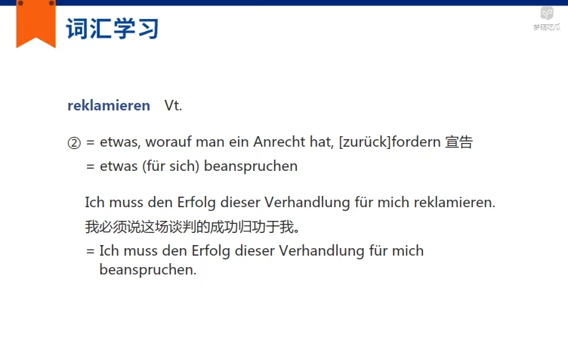 词汇学习
reklamieren Vt.
② = etwas, worauf man ein Anrecht hat, [zurück]fordern 宣告
= etwas (für sich) beanspruchen
Ich muss den Erfolg dieser Verhandlung für mich reklamieren.
我必须说这场谈判的成功归功于我。
= Ich muss den Erfolg dieser Verhandlung für mich
beanspruchen.